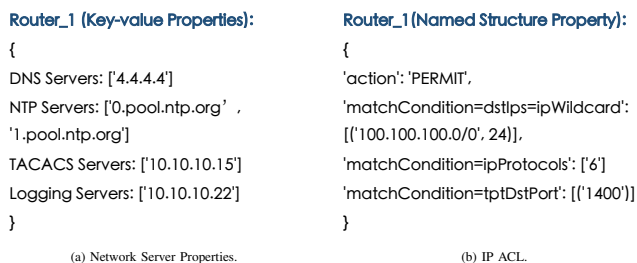 Router_1 (Key-value Properties):
{
DNS Servers: ['4.4.4.4']
NTP Servers: ['0.pool.ntp.org’ ,
'1.pool.ntp.org']
TACACS Servers: ['10.10.10.15']
Logging Servers: ['10.10.10.22']
}
(a) Network Server Properties.
Router_1(Named Structure Property):
{
'action': 'PERMIT',
'matchCondition=dstIps=ipWildcard':
[('100.100.100.0/0', 24)],
'matchCondition=ipProtocols': ['6']
'matchCondition=tptDstPort': [('1400')]
}
(b) IP ACL.